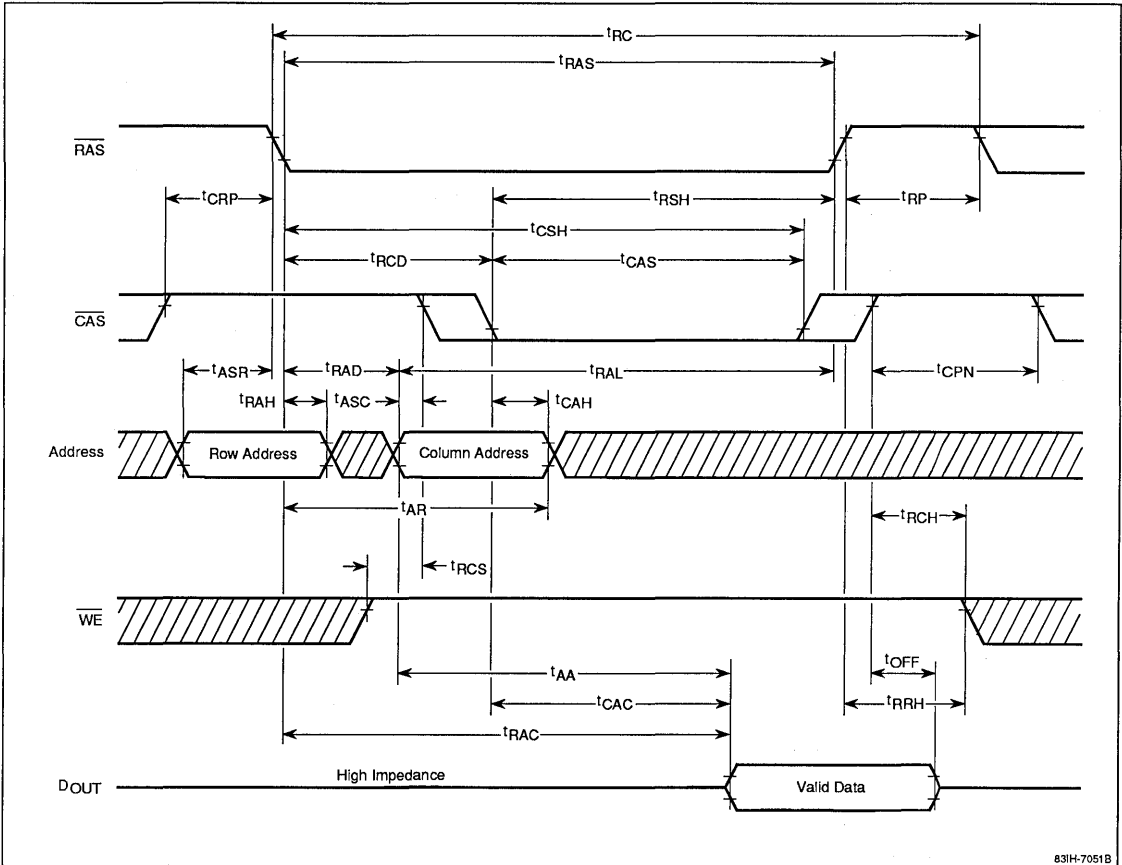 tRC
tRAS
RAS
tCRP
tRSH
tRP
tCSH
tRCD
tCAS
CAS
tASR
tRAD
tRAL
tCPN
tRAH
tASC
tCAH
Address
Row Address
Column Address
tAR
tRCH
tRCS
WE
tAA
tOFF
tCAC
tRRH
tRAC
DOUT
High Impedance
Valid Data
83IH-7051B